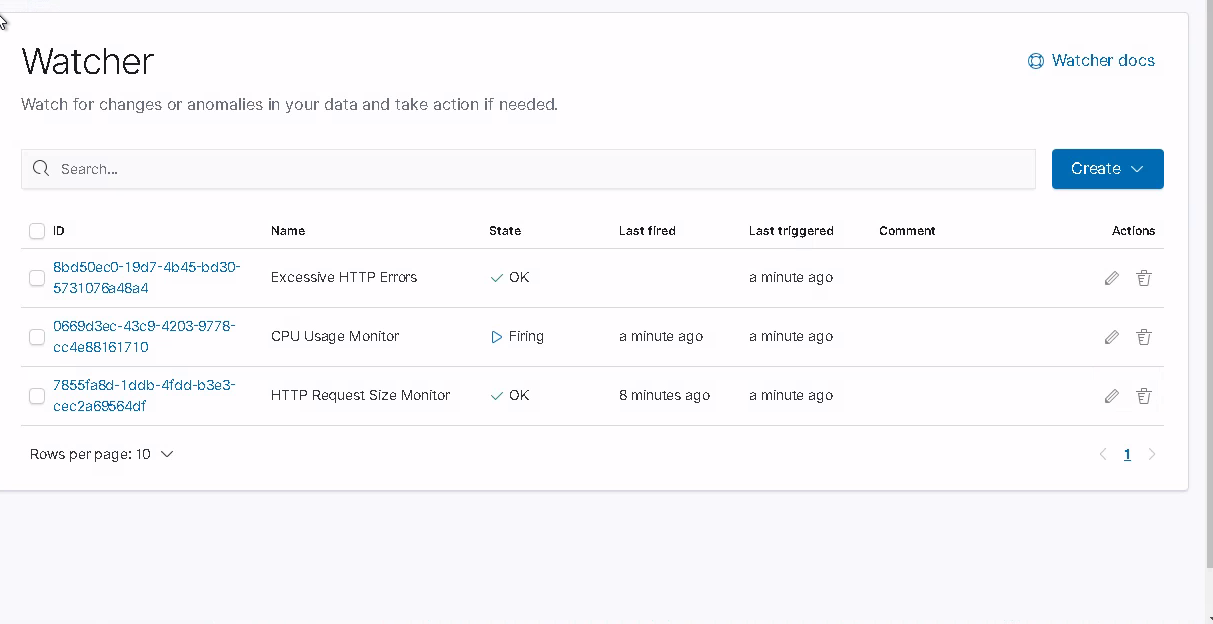 Watcher
Watcher docs
Watch for changes or anomalies in your data and take action if needed.
Search...
Create
ID Name State Last fired Last triggered Comment Actions
8bd50ec0-19d7-4b45-bd30-
5731076a48a4
Excessive HTTP Errors OK a minute ago
0669d3ec-43c9-4203-9778-
cc4e88161710
CPU Usage Monitor Firing a minute ago a minute ago
7855fa8d-1ddb-4fdd-b3e3-
cec2a69564df
HTTP Request Size Monitor OK 8 minutes ago a minute ago
Rows per page: 10
1